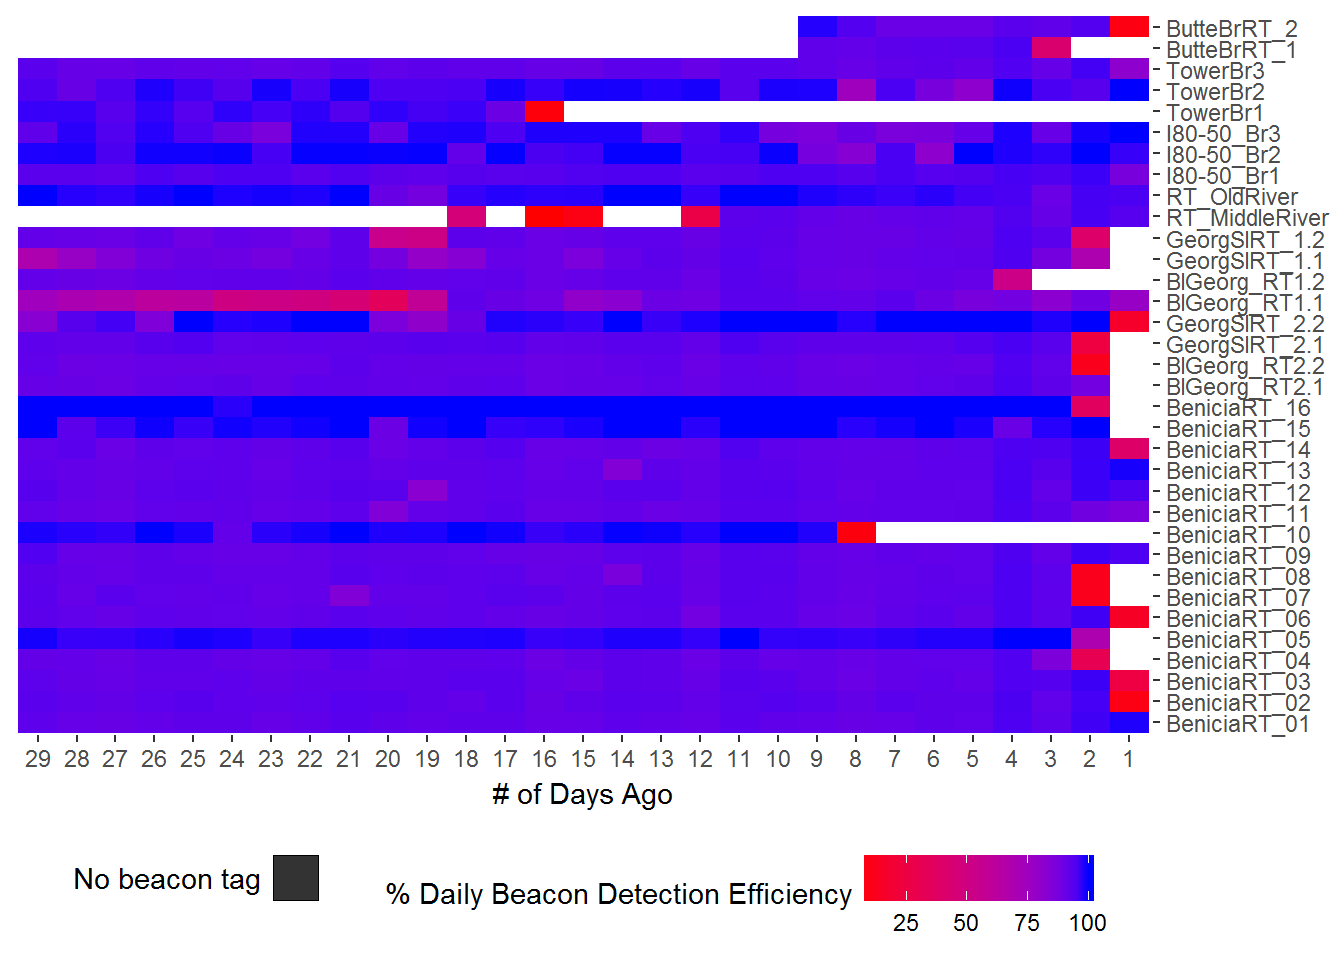 ButteBrRT_2
ButteBrRT_1
TowerBr3
TowerBr2
TowerBr1
I80-50_Br3
I80-50_Br2
I80-50_Br1
RT_OldRiver
RT_MiddleRiver
GeorgSlRT_1.2
GeorgSlRT_1.1
BlGeorg_RT1.2
BlGeorg_RT1.1
GeorgSlRT_2.2
GeorgSlRT_2.1
BlGeorg_RT2.2
BlGeorg_RT2.1
BeniciaRT_16
BeniciaRT_15
BeniciaRT_14
BeniciaRT_13
BeniciaRT_12
BeniciaRT_11
BeniciaRT_10
BeniciaRT_09
BeniciaRT_08
BeniciaRT_07
BeniciaRT_06
BeniciaRT_05
BeniciaRT_04
BeniciaRT_03
BeniciaRT_02
BeniciaRT_01
29 28 27 26 25 24 23 22 21 20 19 18 17 16 15 14 13 12 11 10 9 8 7 6 5 4 3 2 1
# of Days Ago
No beacon tag
% Daily Beacon Detection Efficiency
25 50 75 100